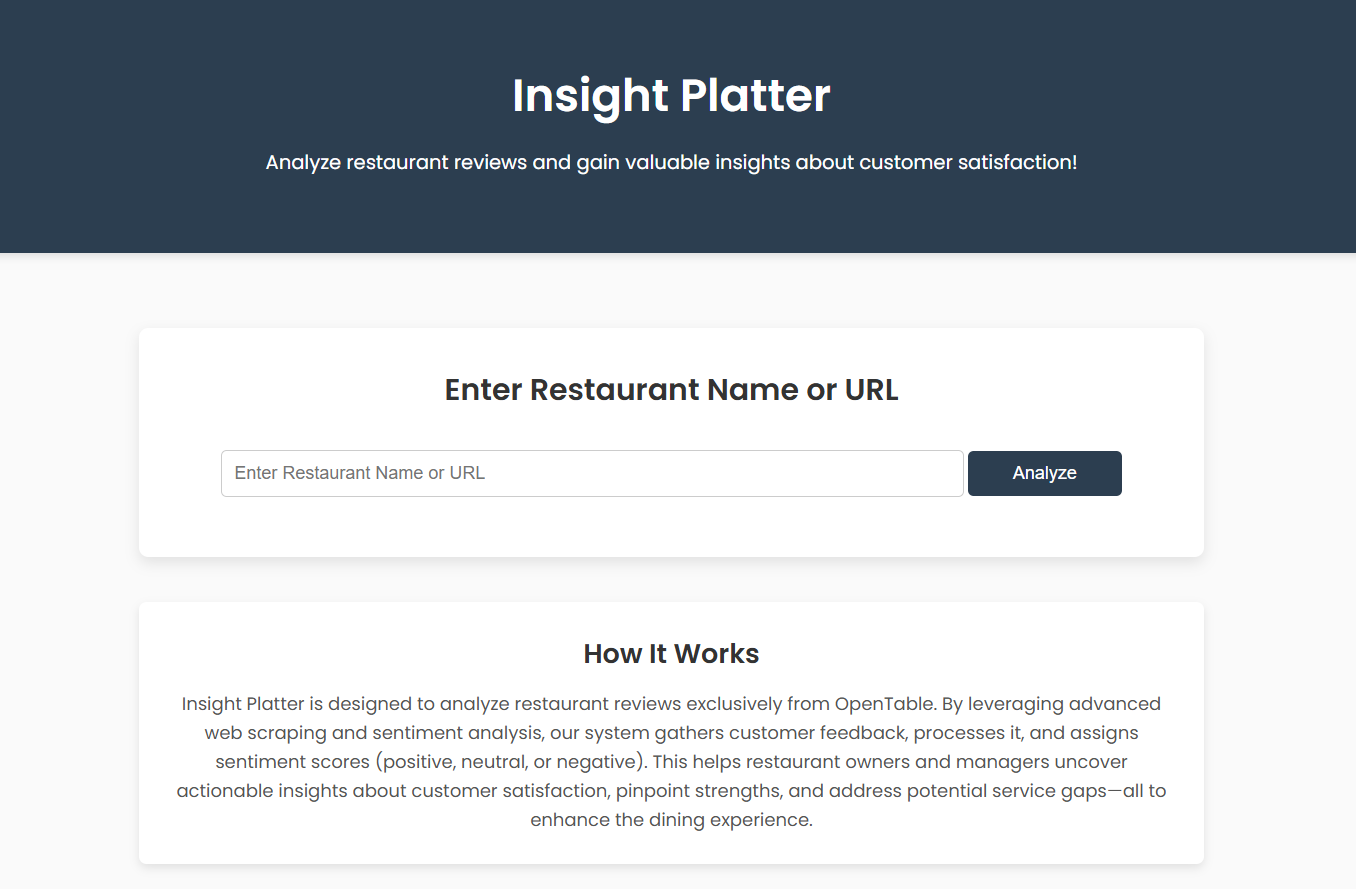 Insight Platter
Analyze restaurant reviews and gain valuable insights about customer satisfaction!
Enter Restaurant Name or URL
Enter Restaurant Name or URL
Analyze
How It Works
Insight Platter is designed to analyze restaurant reviews exclusively from OpenTable. By leveraging advanced
web scraping and sentiment analysis, our system gathers customer feedback, processes it, and assigns
sentiment scores (positive, neutral, or negative). This helps restaurant owners and managers uncover
actionable insights about customer satisfaction, pinpoint strengths, and address potential service gaps—all to
enhance the dining experience.